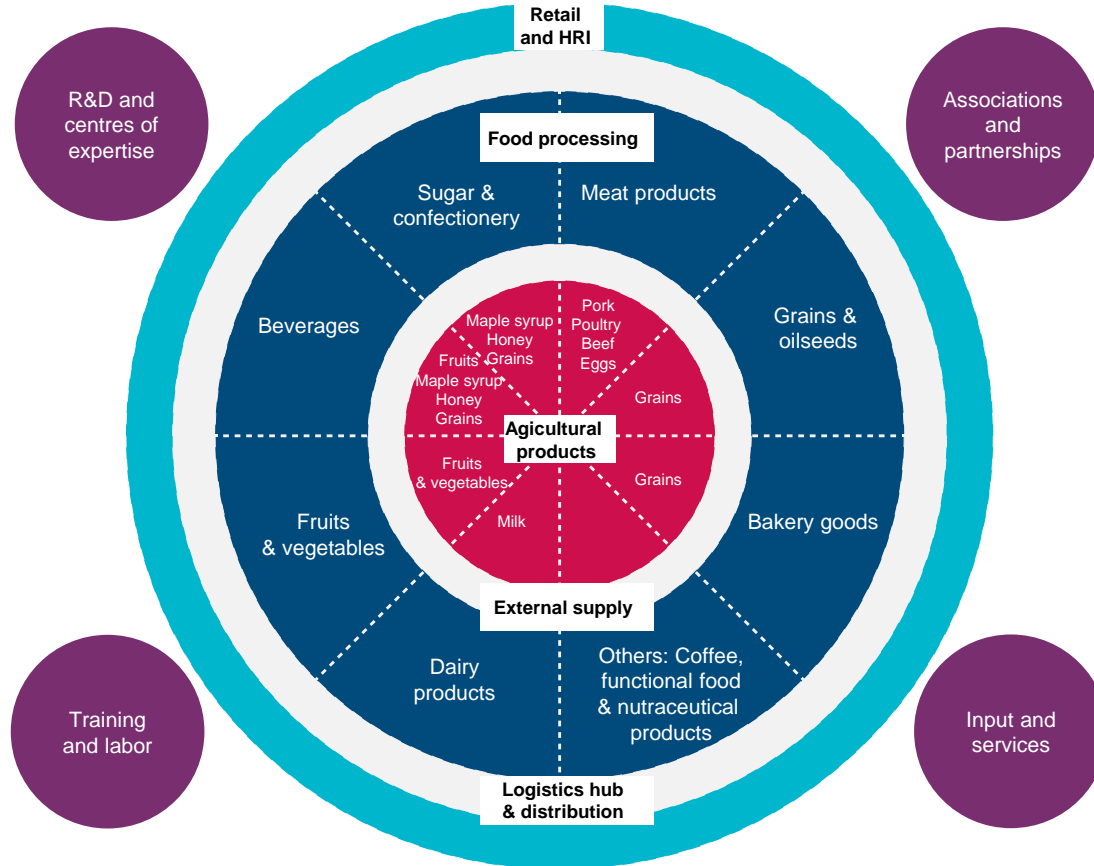 Retail
and HRI
R&D and
centres of
expertise
Associations
and
partnerships
Food processing
Sugar &
confectionery
Meat products
Beverages
Grains &
oilseeds
Maple syrup
Honey
Grains
Pork
Poultry
Beef
Eggs
Fruits
Maple syrup
Honey
Grains
Grains
Agicultural
products
Fruits
& vegetables
Grains
Milk
Fruits
& vegetables
Bakery goods
External supply
Dairy
products
Others: Coffee,
functional food
& nutraceutical
products
Training
and labor
Input and
services
Logistics hub
& distribution